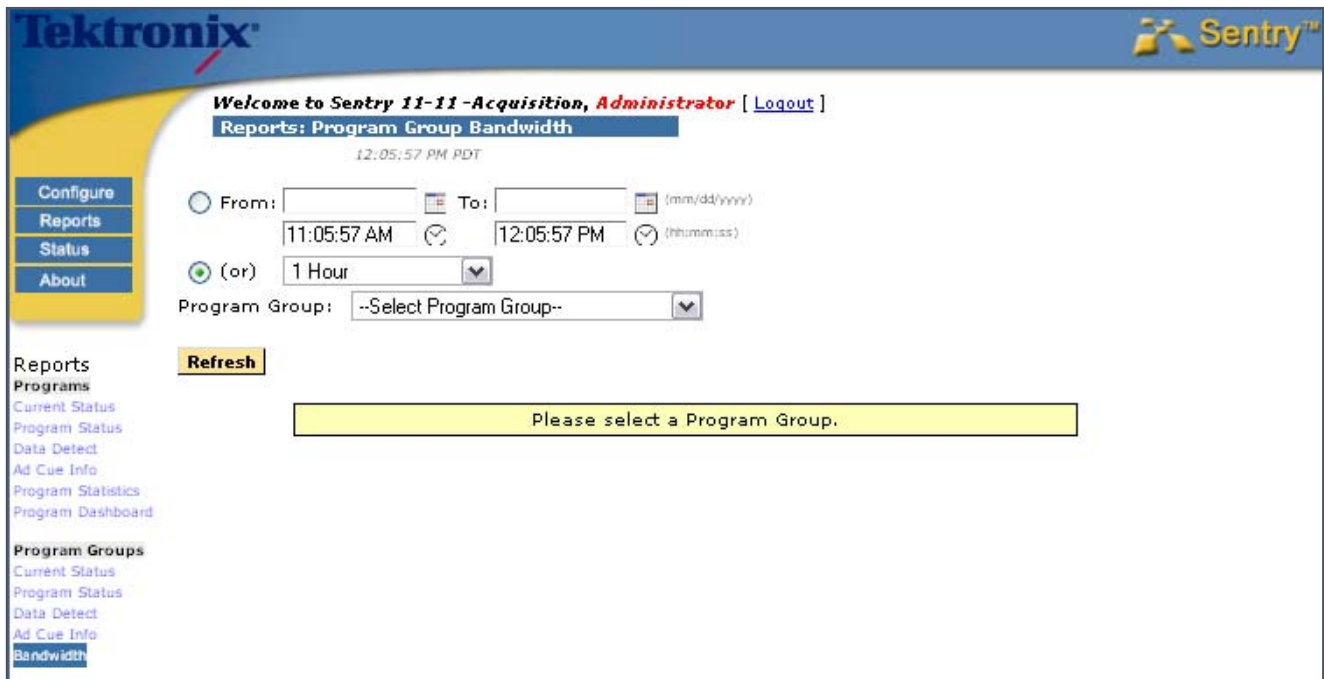 Tektronix
Sentry™
Welcome to Sentry 11-11-Acquisition, Administrator [ Logout ]
Reports: Program Group Bandwidth
12:05:57 PM PDT
Configure
Reports
Status
About
From: To: (mm/dd/yyyy)
11:05:57 AM 12:05:57 PM (hh:mm:ss)
(or) 1 Hour
Program Group: --Select Program Group--
Refresh
Please select a Program Group.
Reports
Programs
Current Status
Program Status
Data Detect
Ad Cue Info
Program Statistics
Program Dashboard
Program Groups
Current Status
Program Status
Data Detect
Ad Cue Info
Bandwidth